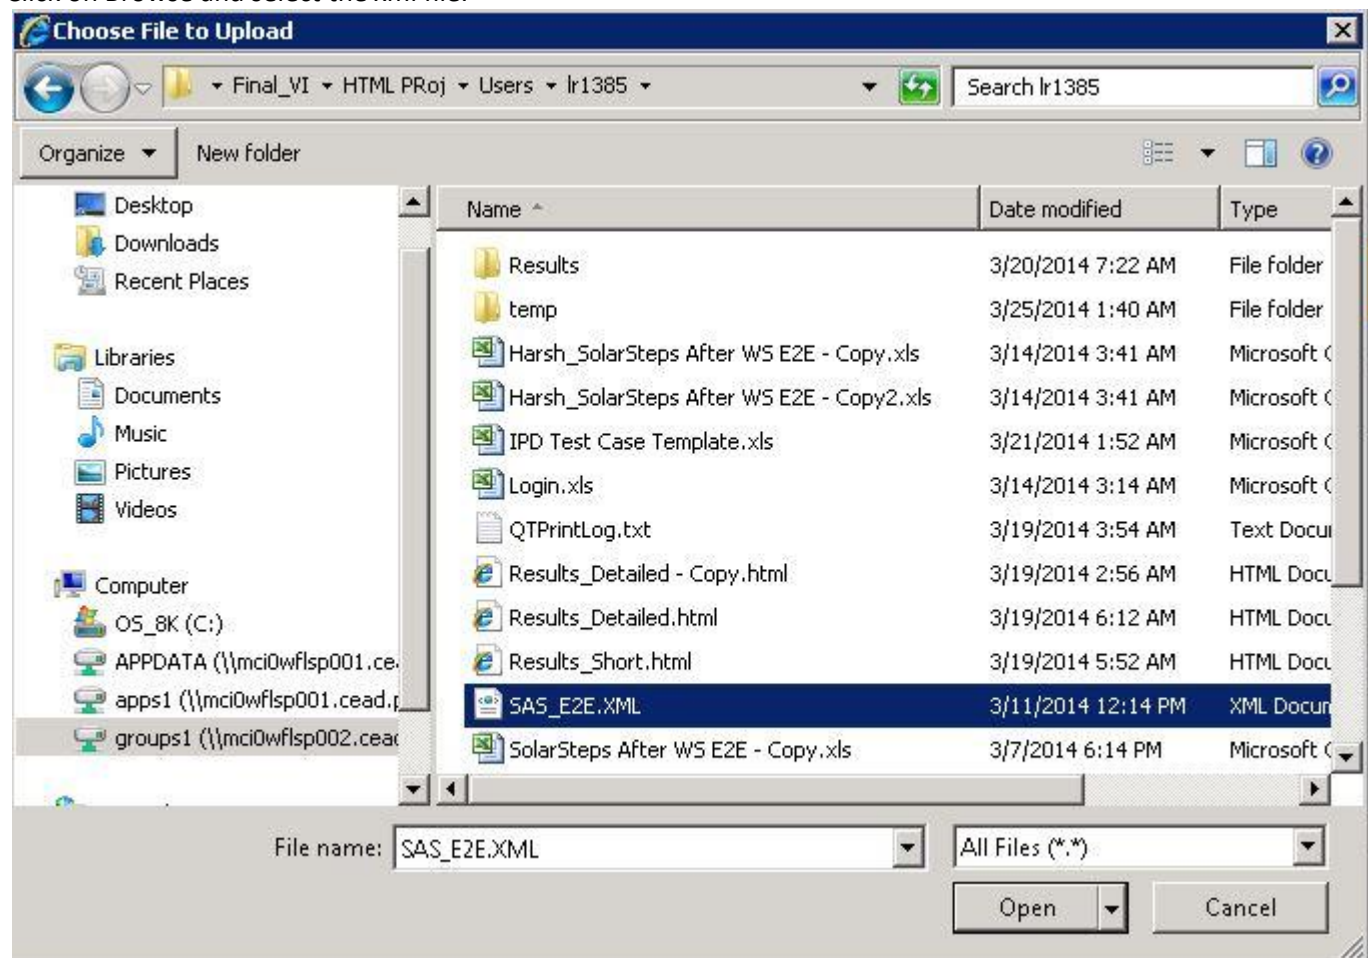 Choose File to Upload
Final_VI HTML PRoj Users lr1385
Search lr1385
Organize New folder
Name Date modified Type
Desktop
Downloads
Recent Places
Libraries
Documents
Music
Pictures
Videos
Computer
OS_8K (C:)
APPDATA (\\mci0wflsp001.ce
apps1 (\\mci0wflsp001.cead.p
groups1 (\\mci0wflsp002.cead
Results 3/20/2014 7:22 AM File folder
temp 3/25/2014 1:40 AM File folder
Harsh_SolarSteps After WS E2E - Copy.xls 3/14/2014 3:41 AM Microsoft
Harsh_SolarSteps After WS E2E - Copy2.xls 3/14/2014 3:41 AM Microsoft
IPD Test Case Template.xls 3/21/2014 1:52 AM Microsoft
Login.xls 3/14/2014 3:14 AM Microsoft
QTPrintLog.txt 3/19/2014 3:54 AM Text Docu
Results_Detailed - Copy.html 3/19/2014 2:56 AM HTML Docu
Results_Detailed.html 3/19/2014 6:12 AM HTML Docu
Results_Short.html 3/19/2014 5:52 AM HTML Docu
SAS_E2E.XML 3/11/2014 12:14 PM XML Docum
SolarSteps After WS E2E - Copy.xls 3/7/2014 6:14 PM Microsoft
File name: SAS_E2E.XML All Files (*.*)
Open Cancel